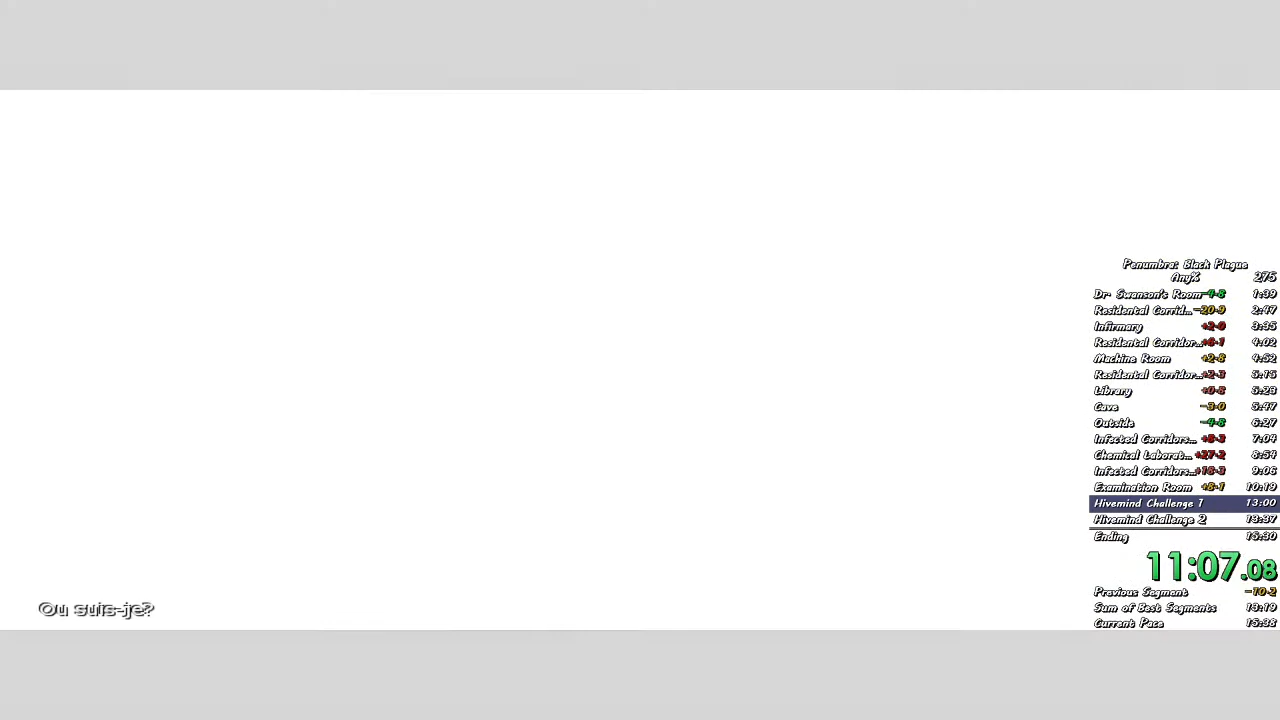 Penumbra: Black Plague
Any% 275
Dr. Swanson's Room -4.8 1:39
Residential Corrid... -20.9 2:47
Infirmary +2.0 3:35
Residential Corridor... +6.1 4:02
Machine Room +2.8 4:52
Residential Corridor... +2.3 5:15
Library +0.8 5:23
Cave -3.0 5:47
Outside -4.8 6:27
Infected Corridors... +8.3 7:04
Chemical Laborat... +27.2 8:54
Infected Corridors... +18.3 9:06
Examination Room +8.1 10:19
Hivemind Challenge 1 13:00
Hivemind Challenge 2 13:37
Ending 15:30
11:07.08
Previous Segment -10.2
Sum of Best Segments 13:19
Current Pace 15:38
Ou suis-je?